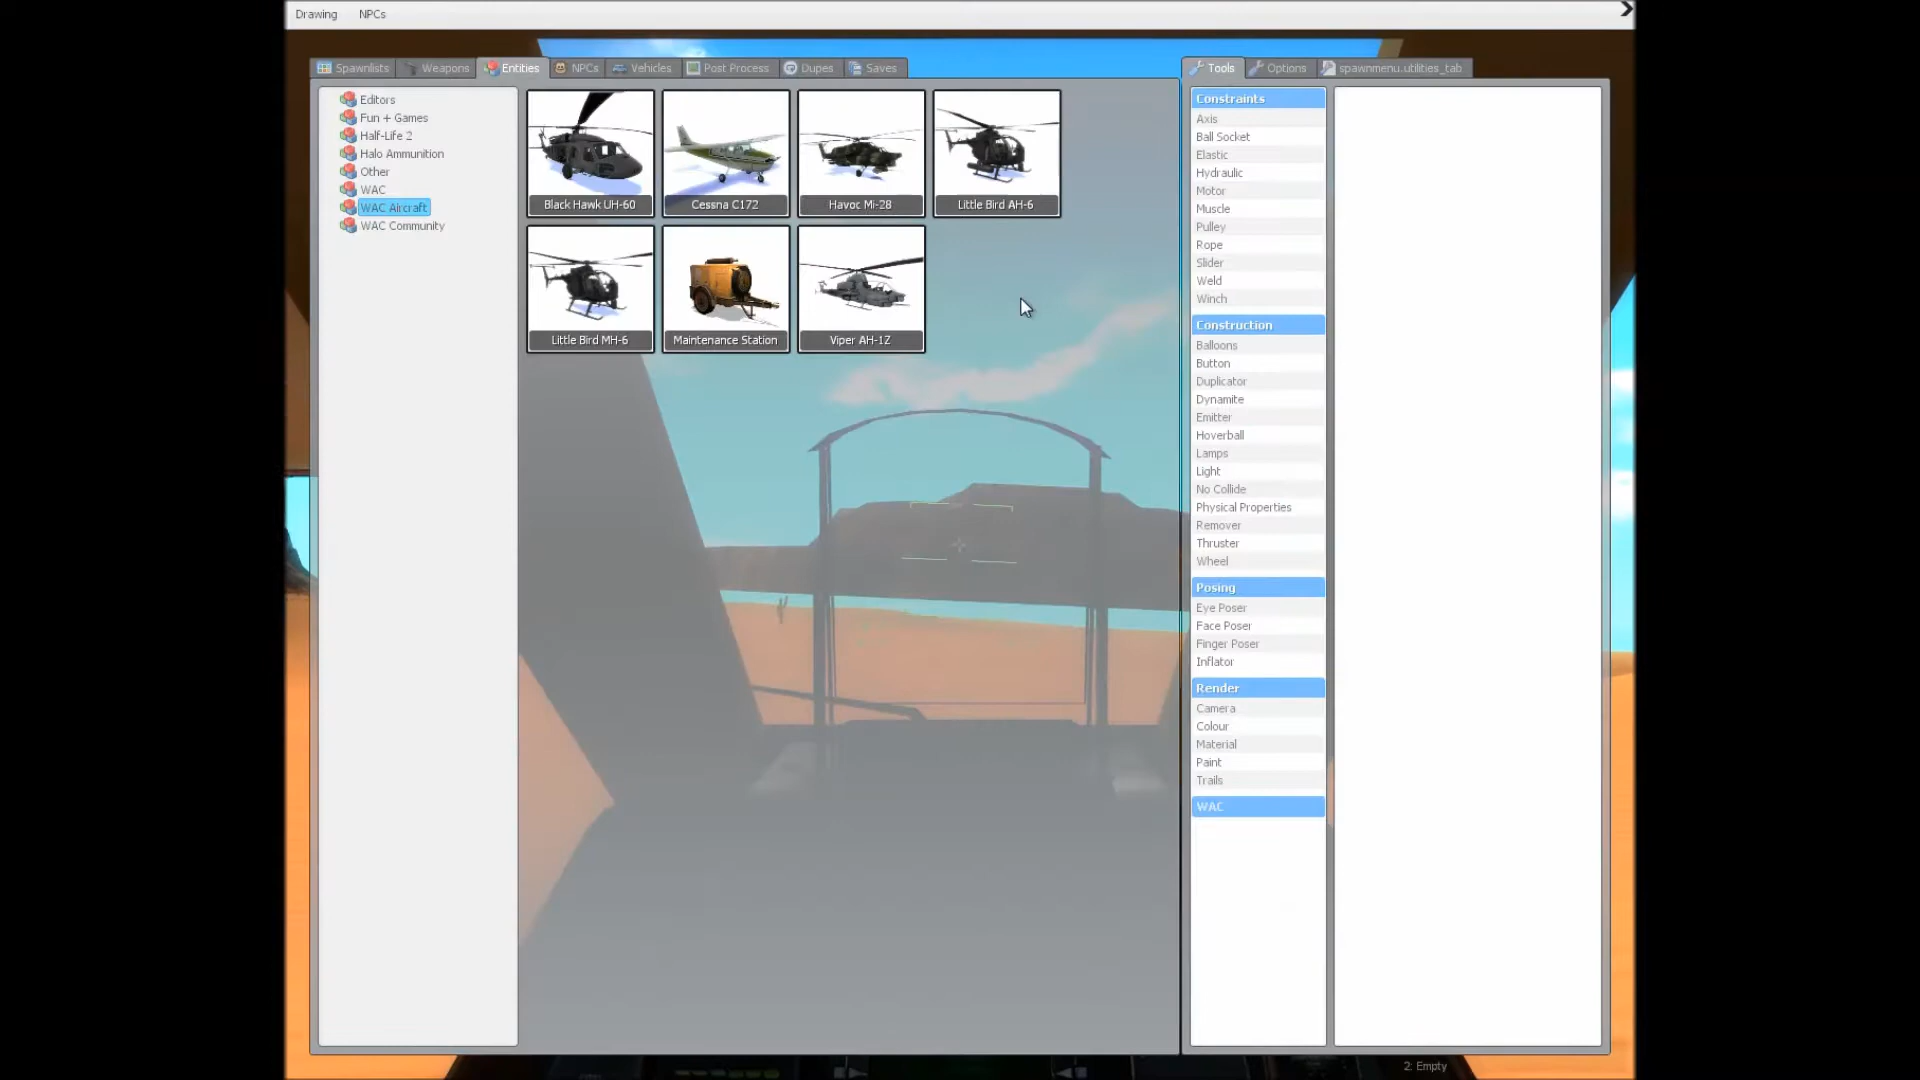 Drawing NPCs
Spawnlists Weapons Entities NPCs Vehicles Post Process Dupes Saves
Tools Options spawnmenu.utilities_tab
Editors
Fun + Games
Half-Life 2
Halo Ammunition
Other
WAC
WAC Aircraft
WAC Community
Black Hawk UH-60 Cessna C172 Havoc Mi-28 Little Bird AH-6
Little Bird MH-6 Maintenance Station Viper AH-1Z
Constraints
Axis
Ball Socket
Elastic
Hydraulic
Motor
Muscle
Pulley
Rope
Slider
Weld
Winch
Construction
Balloons
Button
Duplicator
Dynamite
Emitter
Hoverball
Lamps
Light
No Collide
Physical Properties
Remover
Thruster
Wheel
Posing
Eye Poser
Face Poser
Finger Poser
Inflator
Render
Camera
Colour
Material
Paint
Trails
WAC
2: Empty